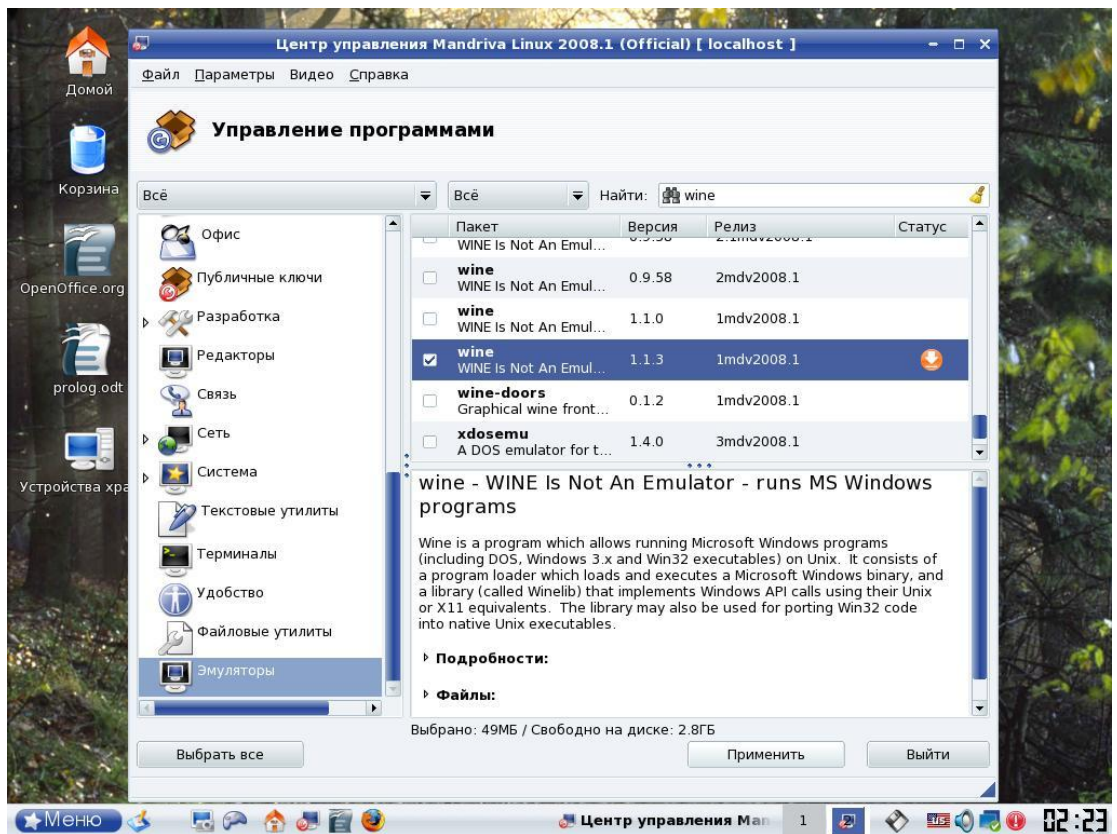 Центр управления Mandriva Linux 2008.1 (Official) [ localhost ]
Файл Параметры Видео Справка
Управление программами
Домой
Корзина
OpenOffice.org
prolog.odt
Устройства хра
Всё
Всё
Найти: wine
Офис
Публичные ключи
Разработка
Редакторы
Связь
Сеть
Система
Текстовые утилиты
Терминалы
Удобство
Файловые утилиты
Эмуляторы
Пакет Версия Релиз Статус
WINE Is Not An Emul...
wine 0.9.58 2mdv2008.1
WINE Is Not An Emul...
wine 1.1.0 1mdv2008.1
WINE Is Not An Emul...
wine 1.1.3 1mdv2008.1
WINE Is Not An Emul...
wine-doors 0.1.2 1mdv2008.1
Graphical wine front...
xdosemu 1.4.0 3mdv2008.1
A DOS emulator for t...
wine - WINE Is Not An Emulator - runs MS Windows
programs
Wine is a program which allows running Microsoft Windows programs
(including DOS, Windows 3.x and Win32 executables) on Unix. It consists of
a program loader which loads and executes a Microsoft Windows binary, and
a library (called Winelib) that implements Windows API calls using their Unix
or X11 equivalents. The library may also be used for porting Win32 code
into native Unix executables.
Подробности:
Файлы:
Выбрано: 49МБ / Свободно на диске: 2.8ГБ
Выбрать все
Применить
Выйти
Меню
Центр управления Man
1
2
us
02:23